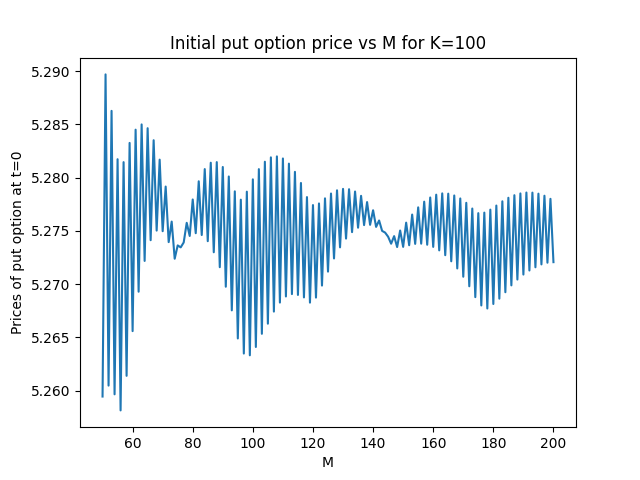 Initial put option price vs M for K=100
Prices of put option at t=0
5.290
5.285
5.280
5.275
5.270
5.265
5.260
60 80 100 120 140 160 180 200
M